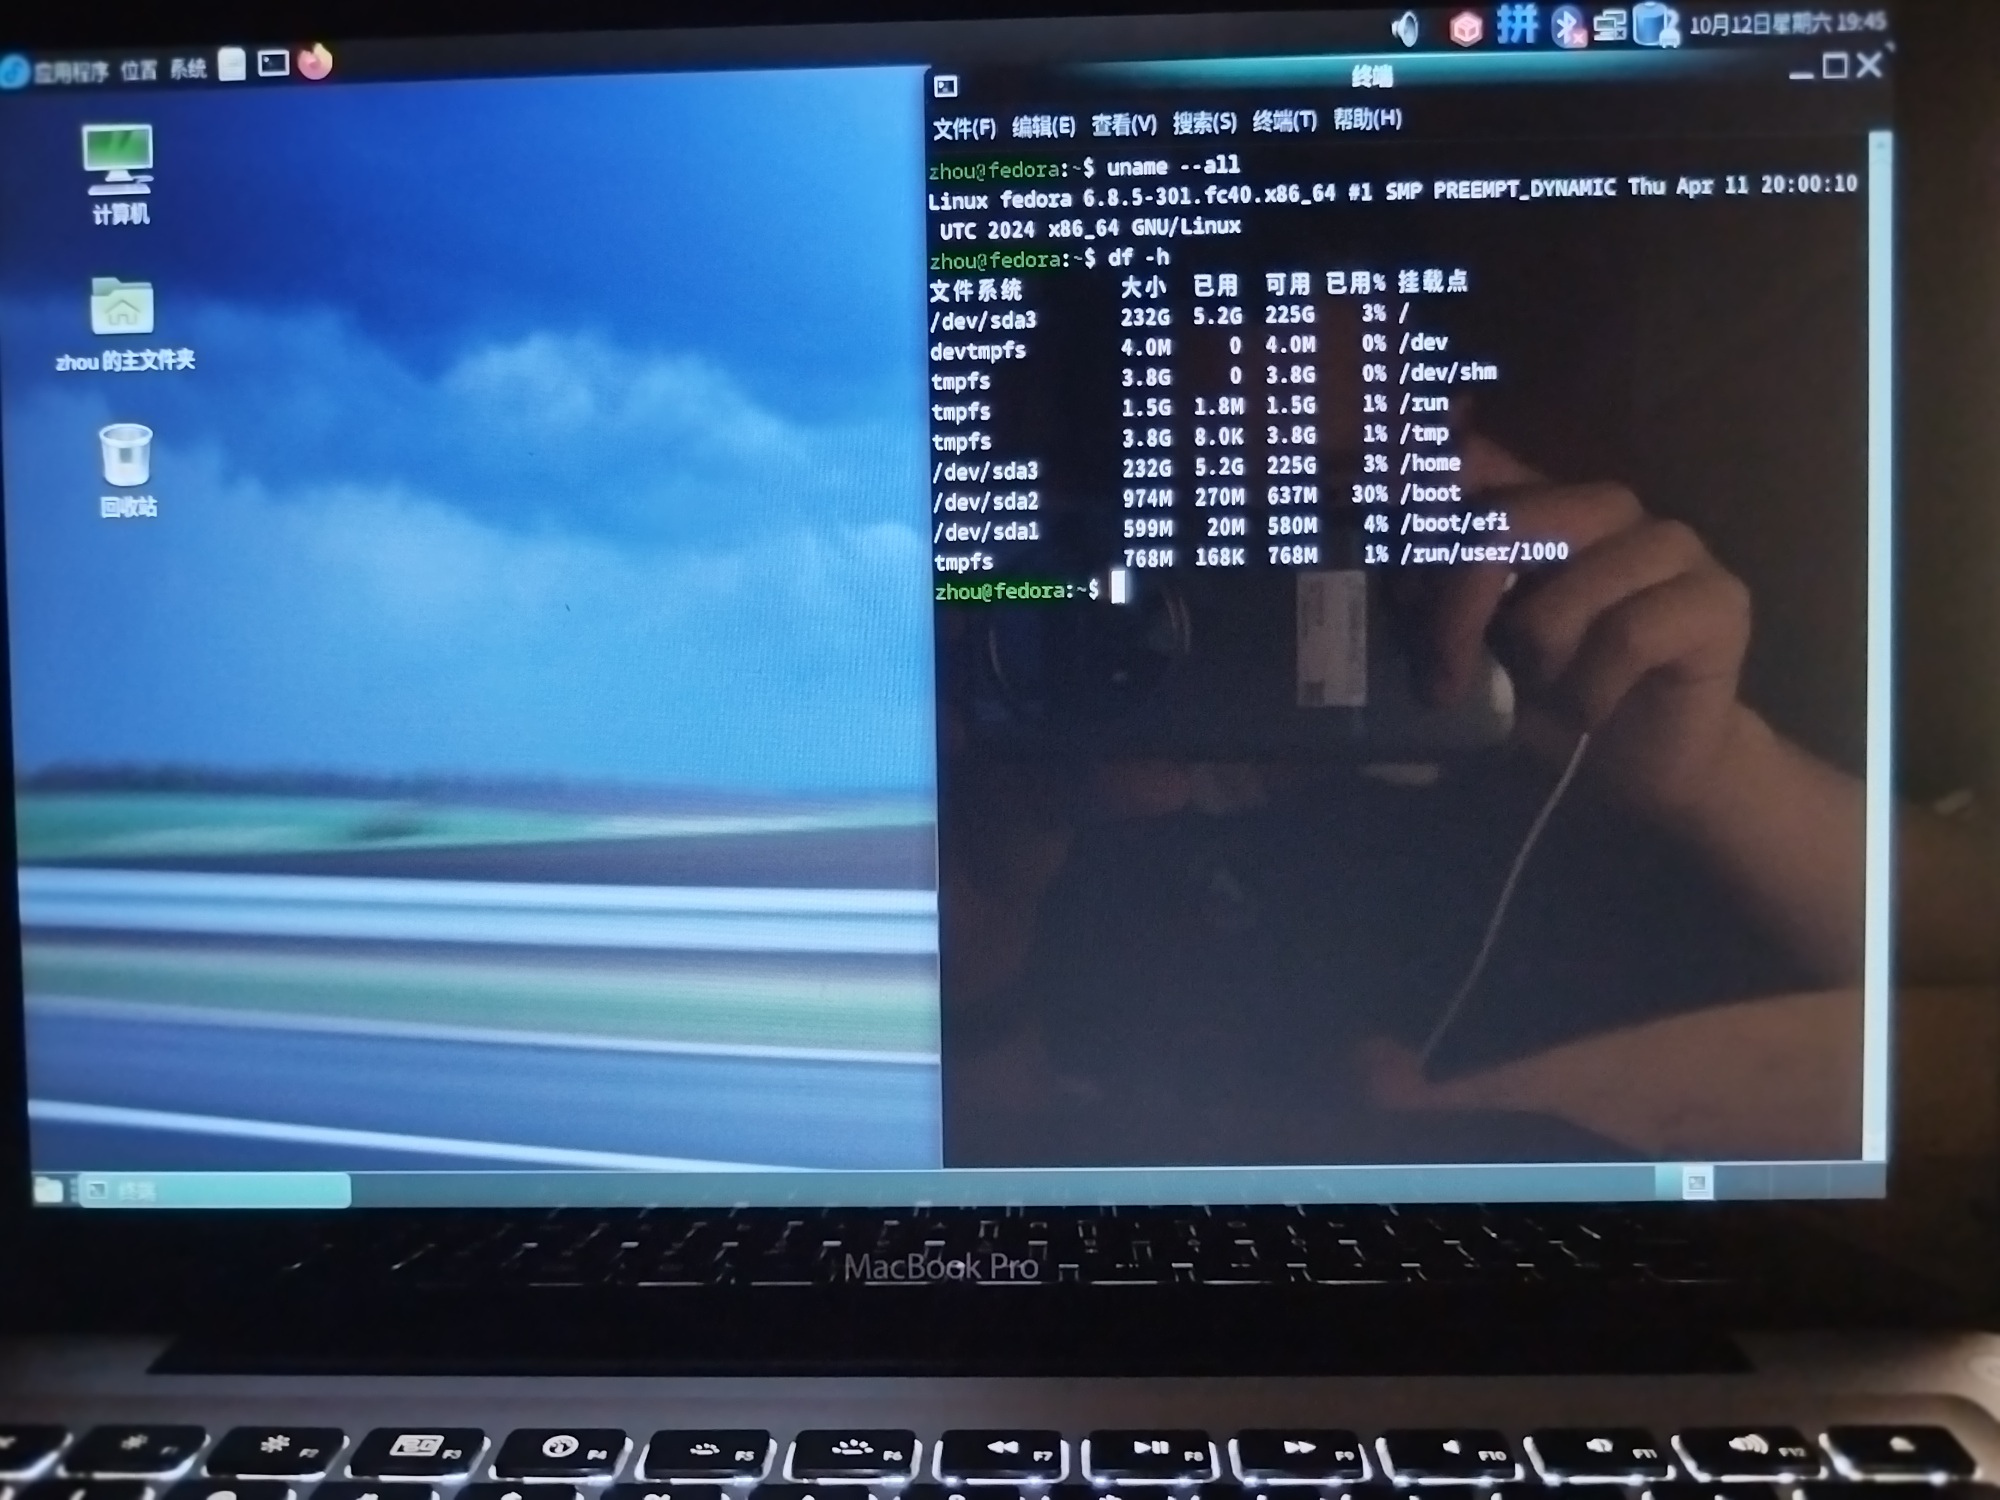 应用程序 位置 系统
拼
10月12日星期六 19:45
计算机
zhou 的主文件夹
回收站
终端
文件(F) 编辑(E) 查看(V) 搜索(S) 终端(T) 帮助(H)
zhou@fedora:~$ uname --all
Linux fedora 6.8.5-301.fc40.x86_64 #1 SMP PREEMPT_DYNAMIC Thu Apr 11 20:00:10
UTC 2024 x86_64 GNU/Linux
zhou@fedora:~$ df -h
文件系统 大小 已用 可用 已用% 挂载点
/dev/sda3 232G 5.2G 225G 3% /
devtmpfs 4.0M 0 4.0M 0% /dev
tmpfs 3.8G 0 3.8G 0% /dev/shm
tmpfs 1.5G 1.8M 1.5G 1% /run
tmpfs 3.8G 8.0K 3.8G 1% /tmp
/dev/sda3 232G 5.2G 225G 3% /home
/dev/sda2 974M 270M 637M 30% /boot
/dev/sda1 599M 20M 580M 4% /boot/efi
tmpfs 768M 168K 768M 1% /run/user/1000
zhou@fedora:~$
终端
MacBook Pro
F1 F2 F3 F4 F5 F6 F7 F8 F9 F10 F11 F12